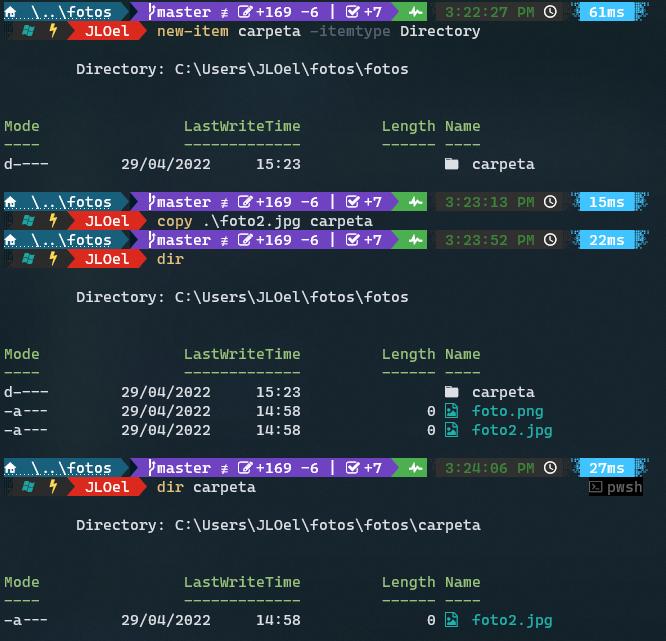 \..\fotos master ≢ +169 -6 | +7 3:22:27 PM 61ms
JLOel new-item carpeta -itemtype Directory
Directory: C:\Users\JLOel\fotos\fotos
Mode LastWriteTime Length Name
---- ------------- ------ ----
d---- 29/04/2022 15:23 carpeta
\..\fotos master ≢ +169 -6 | +7 3:23:13 PM 15ms
JLOel copy .\foto2.jpg carpeta
\..\fotos master ≢ +169 -6 | +7 3:23:52 PM 22ms
JLOel dir
Directory: C:\Users\JLOel\fotos\fotos
Mode LastWriteTime Length Name
---- ------------- ------ ----
d---- 29/04/2022 15:23 carpeta
-a--- 29/04/2022 14:58 0 foto.png
-a--- 29/04/2022 14:58 0 foto2.jpg
\..\fotos master ≢ +169 -6 | +7 3:24:06 PM 27ms
JLOel dir carpeta pwsh
Directory: C:\Users\JLOel\fotos\fotos\carpeta
Mode LastWriteTime Length Name
---- ------------- ------ ----
-a--- 29/04/2022 14:58 0 foto2.jpg